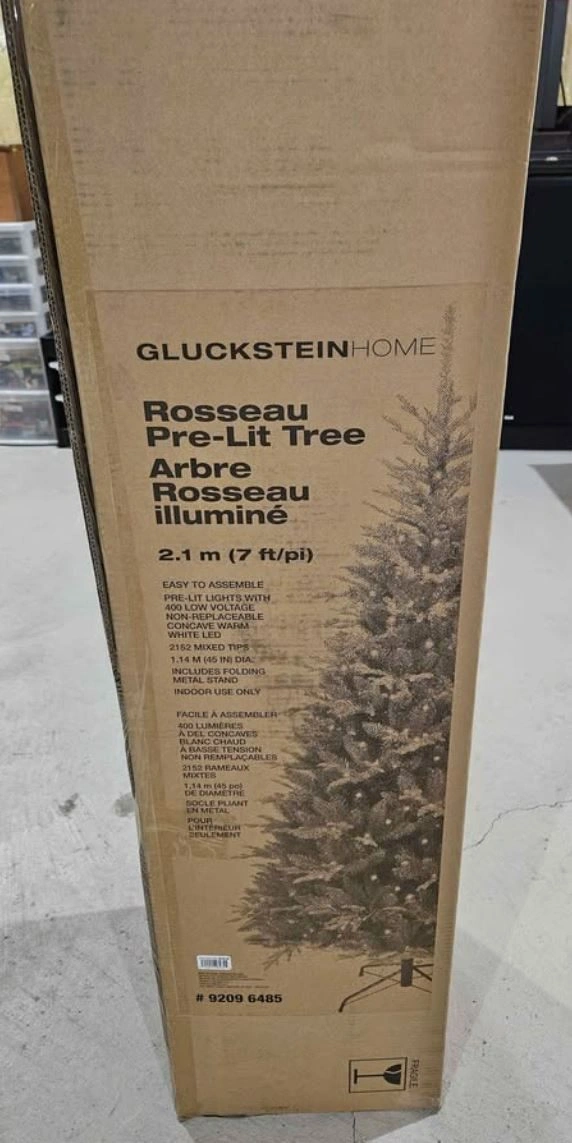 GLUCKSTEINHOME
Rosseau
Pre-Lit Tree
Arbre
Rosseau
illuminé
2.1 m (7 ft/pi)
EASY TO ASSEMBLE
PRE-LIT LIGHTS WITH
400 LOW VOLTAGE
NON-REPLACEABLE
CONCAVE WARM
WHITE LED
2152 MIXED TIPS
1.14 M (45 IN) DIA.
INCLUDES FOLDING
METAL STAND
INDOOR USE ONLY
FACILE À ASSEMBLER
400 LUMIÈRES
À DEL CONCAVES
BLANC CHAUD
À BASSE TENSION
NON REMPLAÇABLES
2152 RAMEAUX
MIXTES
1,14 m (45 po)
DE DIAMÈTRE
SOCLE PLIANT
EN MÉTAL
POUR
L'INTÉRIEUR
SEULEMENT
# 9209 6485
FRAGILE